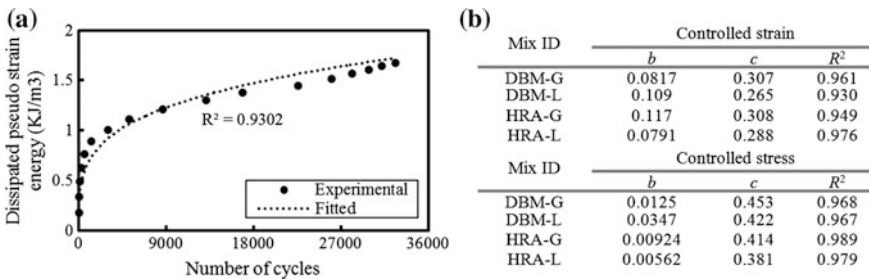 (a)
Dissipated pseudo strain
energy (KJ/m3)
2
1.5
1
0.5
0
R² = 0.9302
Experimental
Fitted
0 9000 18000 27000 36000
Number of cycles
(b)
Mix ID Controlled strain
b c R²
DBM-G 0.0817 0.307 0.961
DBM-L 0.109 0.265 0.930
HRA-G 0.117 0.308 0.949
HRA-L 0.0791 0.288 0.976
Mix ID Controlled stress
b c R²
DBM-G 0.0125 0.453 0.968
DBM-L 0.0347 0.422 0.967
HRA-G 0.00924 0.414 0.989
HRA-L 0.00562 0.381 0.979